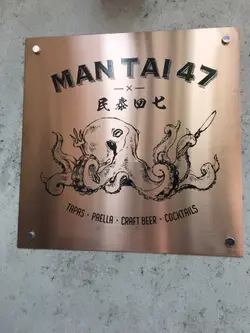 MAN TAI 47
民泰四七
TAPAS · PAELLA · CRAFT BEER · COCKTAILS